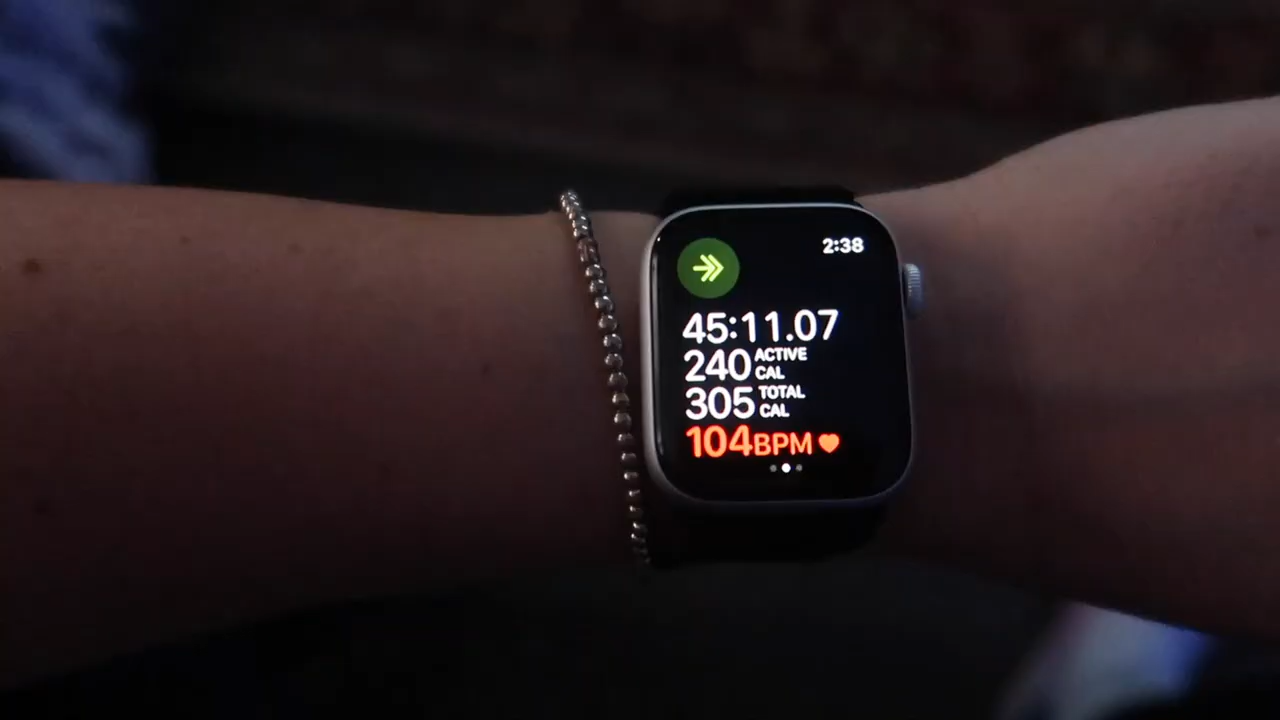 2:38
45:11.07
240 ACTIVE CAL
305 TOTAL CAL
104BPM